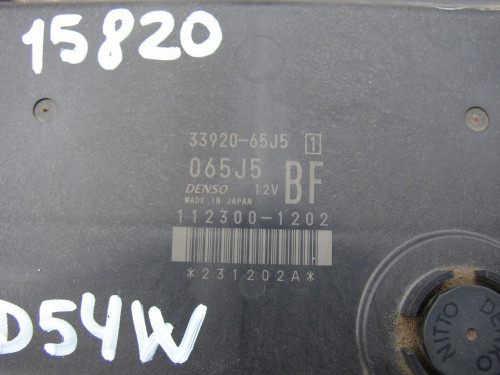 15820
33920-65J5 1
065J5 BF
DENSO 12V
MADE IN JAPAN
112300-1202
*231202A*
D54W
NITTO